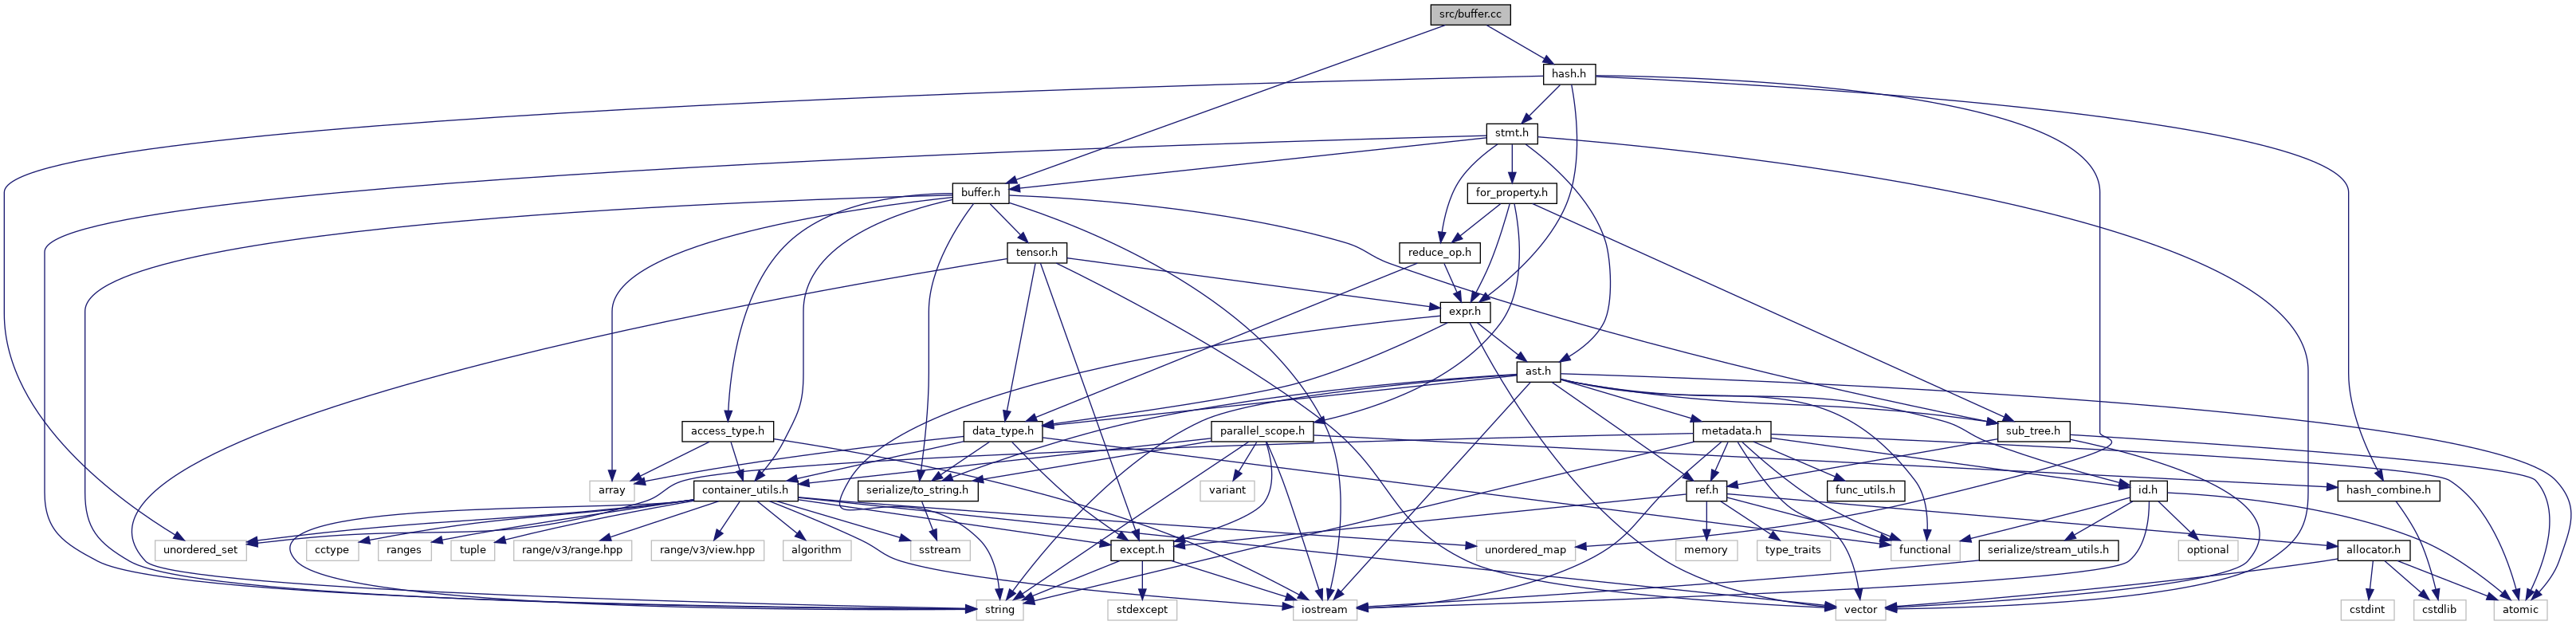 src/buffer.cc
hash.h
stmt.h
buffer.h
for_property.h
tensor.h
reduce_op.h
expr.h
ast.h
access_type.h
data_type.h
parallel_scope.h
metadata.h
sub_tree.h
array
container_utils.h
serialize/to_string.h
variant
ref.h
func_utils.h
id.h
hash_combine.h
unordered_set
cctype
ranges
tuple
range/v3/range.hpp
range/v3/view.hpp
algorithm
sstream
except.h
unordered_map
memory
type_traits
functional
serialize/stream_utils.h
optional
allocator.h
string
stdexcept
iostream
vector
cstdint
cstdlib
atomic